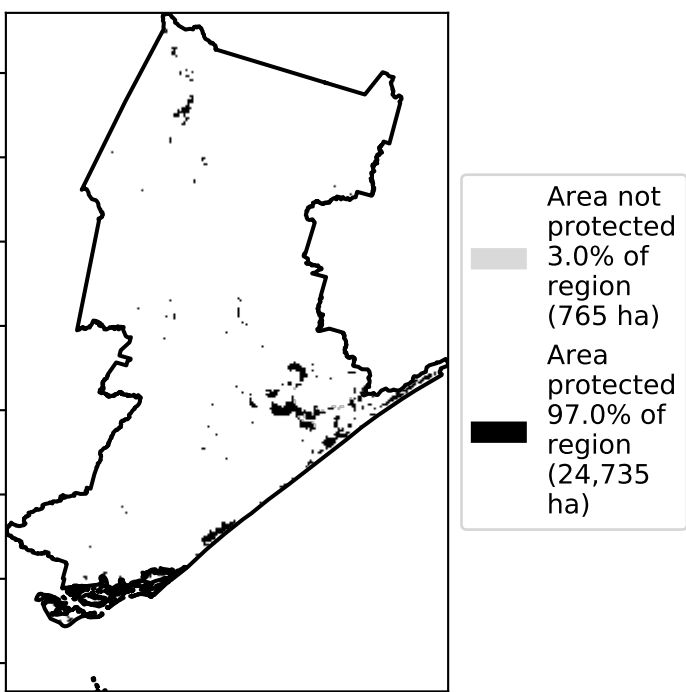 Area not
protected
3.0% of
region
(765 ha)
Area
protected
97.0% of
region
(24,735
ha)